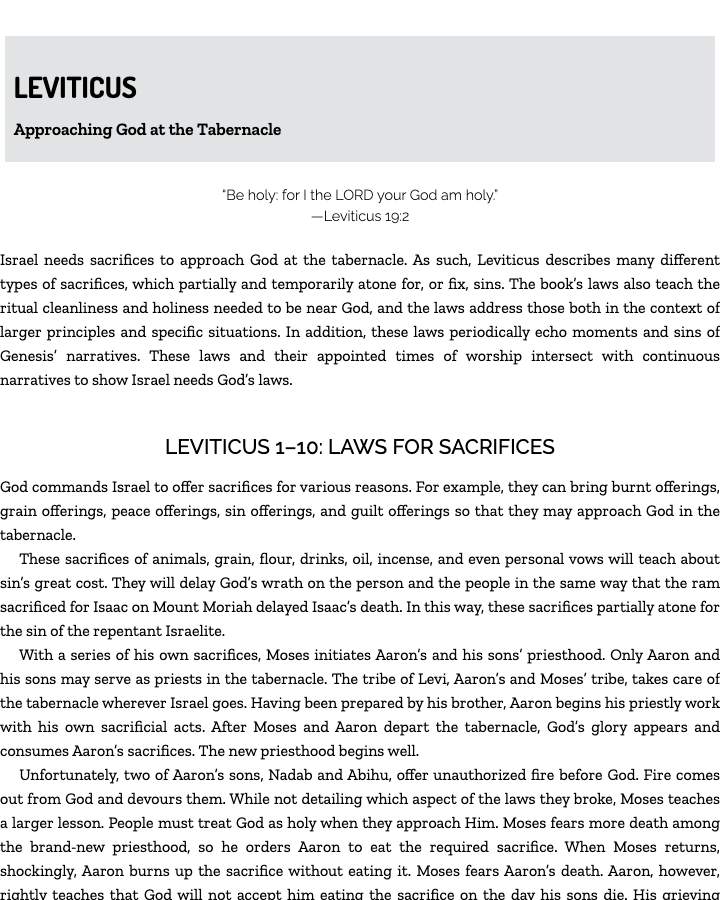 LEVITICUS
Approaching God at the Tabernacle
“Be holy: for I the LORD your God am holy.”
—Leviticus 19:2
Israel needs sacrifices to approach God at the tabernacle. As such, Leviticus describes many different
types of sacrifices, which partially and temporarily atone for, or fix, sins. The book’s laws also teach the
ritual cleanliness and holiness needed to be near God, and the laws address those both in the context of
larger principles and specific situations. In addition, these laws periodically echo moments and sins of
Genesis’ narratives. These laws and their appointed times of worship intersect with continuous
narratives to show Israel needs God’s laws.
LEVITICUS 1–10: LAWS FOR SACRIFICES
God commands Israel to offer sacrifices for various reasons. For example, they can bring burnt offerings,
grain offerings, peace offerings, sin offerings, and guilt offerings so that they may approach God in the
tabernacle.
These sacrifices of animals, grain, flour, drinks, oil, incense, and even personal vows will teach about
sin’s great cost. They will delay God’s wrath on the person and the people in the same way that the ram
sacrificed for Isaac on Mount Moriah delayed Isaac’s death. In this way, these sacrifices partially atone for
the sin of the repentant Israelite.
With a series of his own sacrifices, Moses initiates Aaron’s and his sons’ priesthood. Only Aaron and
his sons may serve as priests in the tabernacle. The tribe of Levi, Aaron’s and Moses’ tribe, takes care of
the tabernacle wherever Israel goes. Having been prepared by his brother, Aaron begins his priestly work
with his own sacrificial acts. After Moses and Aaron depart the tabernacle, God’s glory appears and
consumes Aaron’s sacrifices. The new priesthood begins well.
Unfortunately, two of Aaron’s sons, Nadab and Abihu, offer unauthorized fire before God. Fire comes
out from God and devours them. While not detailing which aspect of the laws they broke, Moses teaches
a larger lesson. People must treat God as holy when they approach Him. Moses fears more death among
the brand-new priesthood, so he orders Aaron to eat the required sacrifice. When Moses returns,
shockingly, Aaron burns up the sacrifice without eating it. Moses fears Aaron’s death. Aaron, however,
rightly teaches that God will not accept him eating the sacrifice on the day his sons die. His grieving